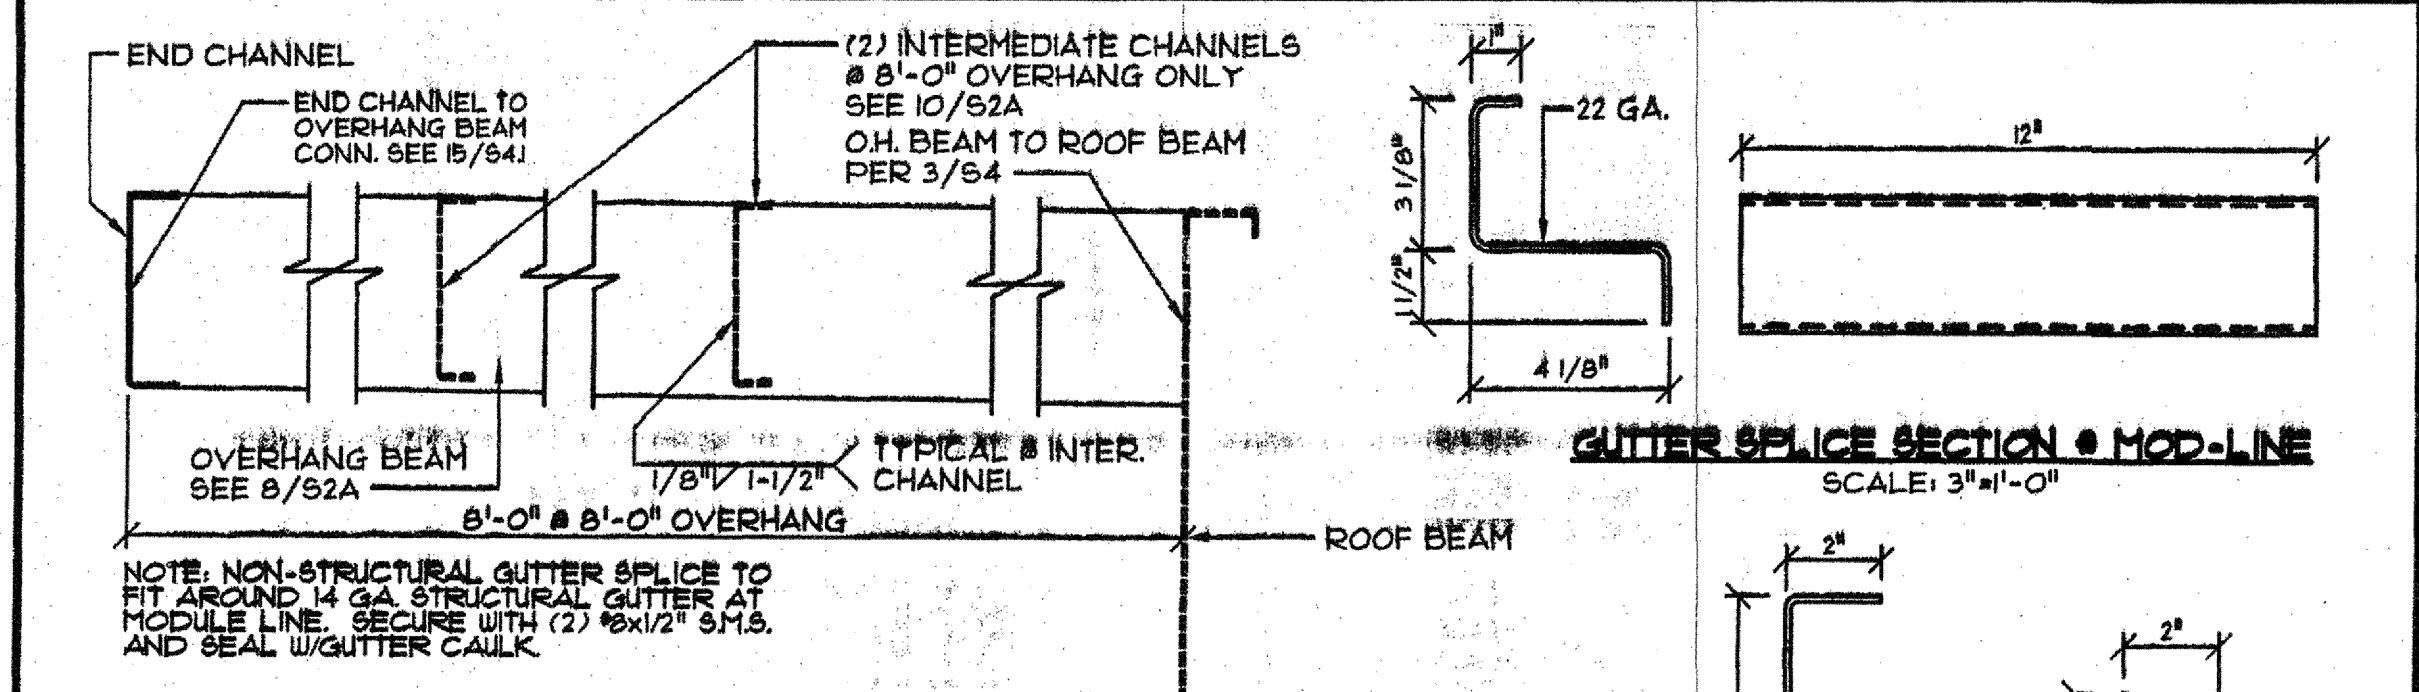 END CHANNEL
END CHANNEL TO
OVERHANG BEAM
CONN. SEE 15/S4.1
(2) INTERMEDIATE CHANNELS
@ 8'-0" OVERHANG ONLY
SEE 10/S2A
O.H. BEAM TO ROOF BEAM
PER 3/S4
OVERHANG BEAM
SEE 8/S2A
1/8" 1-1/2"
TYPICAL @ INTER.
CHANNEL
8'-0" @ 8'-0" OVERHANG
ROOF BEAM
NOTE: NON-STRUCTURAL GUTTER SPLICE TO
FIT AROUND 14 GA. STRUCTURAL GUTTER AT
MODULE LINE. SECURE WITH (2) #8x1/2" S.M.S.
AND SEAL W/GUTTER CAULK.
1"
22 GA.
3 1/8"
1 1/2"
4 1/8"
12"
GUTTER SPLICE SECTION @ MOD-LINE
SCALE: 3"=1'-0"
2"
2"